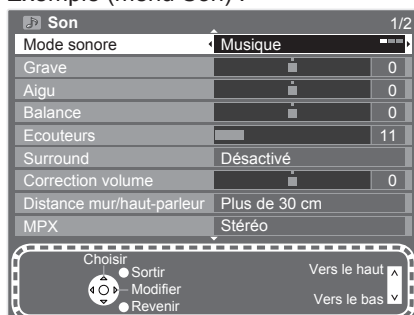 Exemple (menu Son) :
Son 1/2
Mode sonore Musique
Grave 0
Aigu 0
Balance 0
Ecouteurs 11
Surround Désactivé
Correction volume 0
Distance mur/haut-parleur Plus de 30 cm
MPX Stéréo
Choisir
Sortir
Modifier
Revenir
Vers le haut
Vers le bas